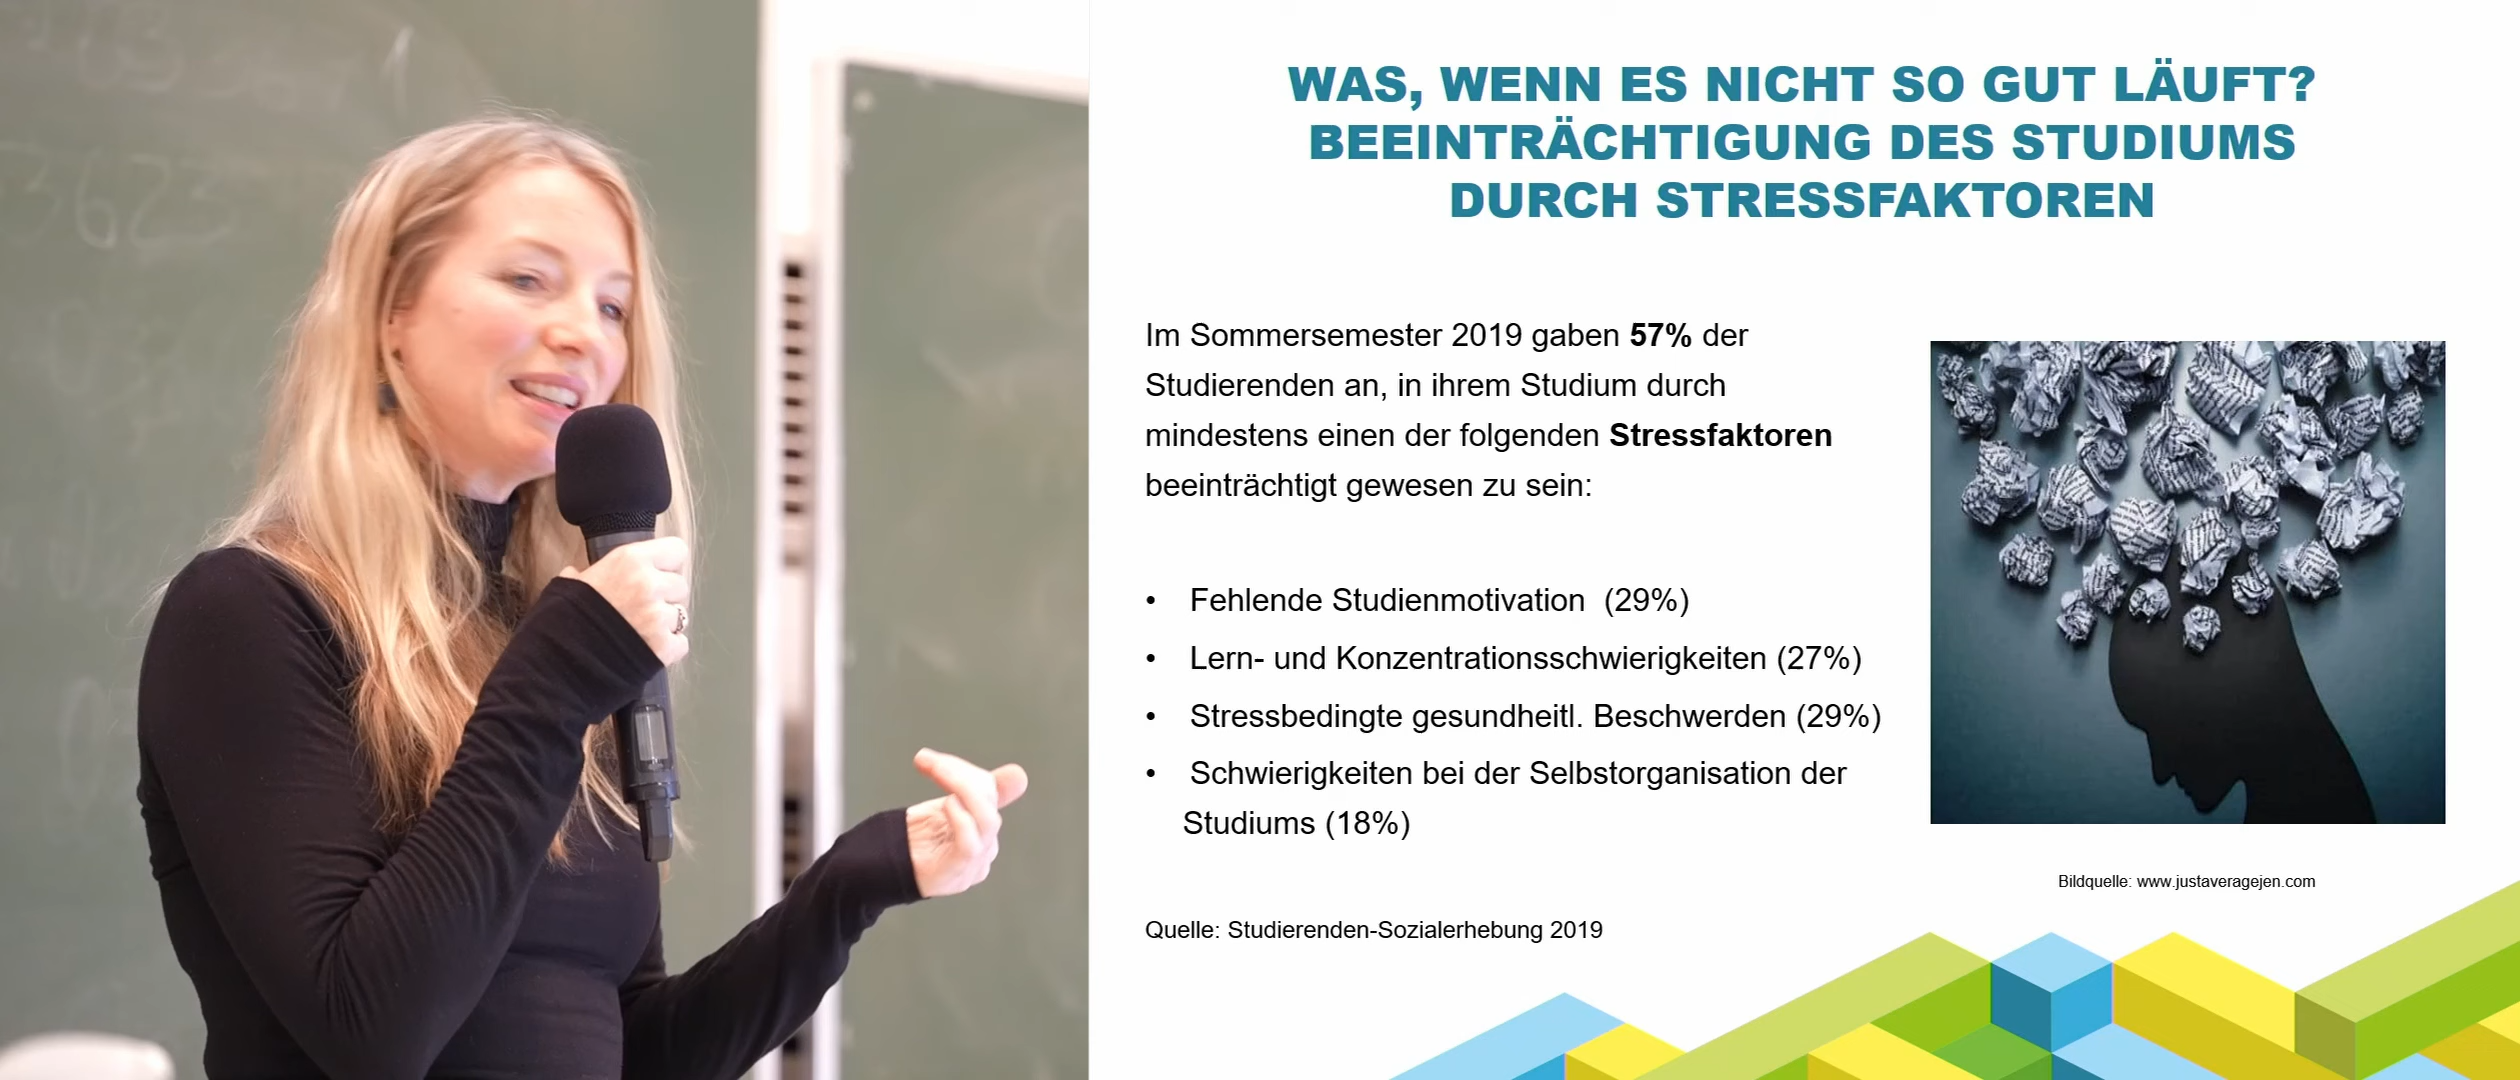 WAS, WENN ES NICHT SO GUT LÄUFT?
BEEINTRÄCHTIGUNG DES STUDIUMS
DURCH STRESSFAKTOREN
Im Sommersemester 2019 gaben 57% der
Studierenden an, in ihrem Studium durch
mindestens einen der folgenden Stressfaktoren
beeinträchtigt gewesen zu sein:
• Fehlende Studienmotivation (29%)
• Lern- und Konzentrationsschwierigkeiten (27%)
• Stressbedingte gesundheitl. Beschwerden (29%)
• Schwierigkeiten bei der Selbstorganisation der
Studiums (18%)
Bildquelle: www.justaveragejen.com
Quelle: Studierenden-Sozialerhebung 2019